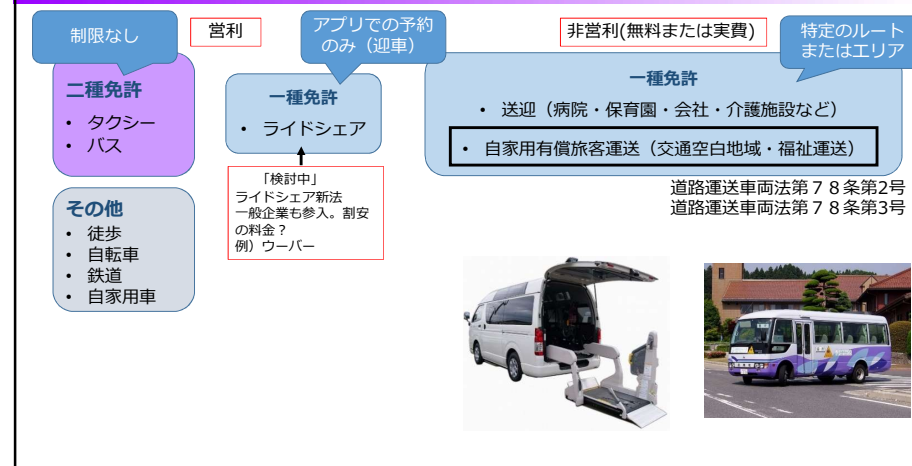 制限なし
営利
アプリでの予約
のみ（迎車）
非営利(無料または実費)
特定のルート
またはエリア
二種免許
• タクシー
• バス
一種免許
• ライドシェア
一種免許
• 送迎（病院・保育園・会社・介護施設など）
• 自家用有償旅客運送（交通空白地域・福祉運送）
「検討中」
ライドシェア新法
一般企業も参入。割安
の料金？
例）ウーバー
道路運送車両法第７８条第2号
道路運送車両法第７８条第3号
その他
• 徒歩
• 自転車
• 鉄道
• 自家用車